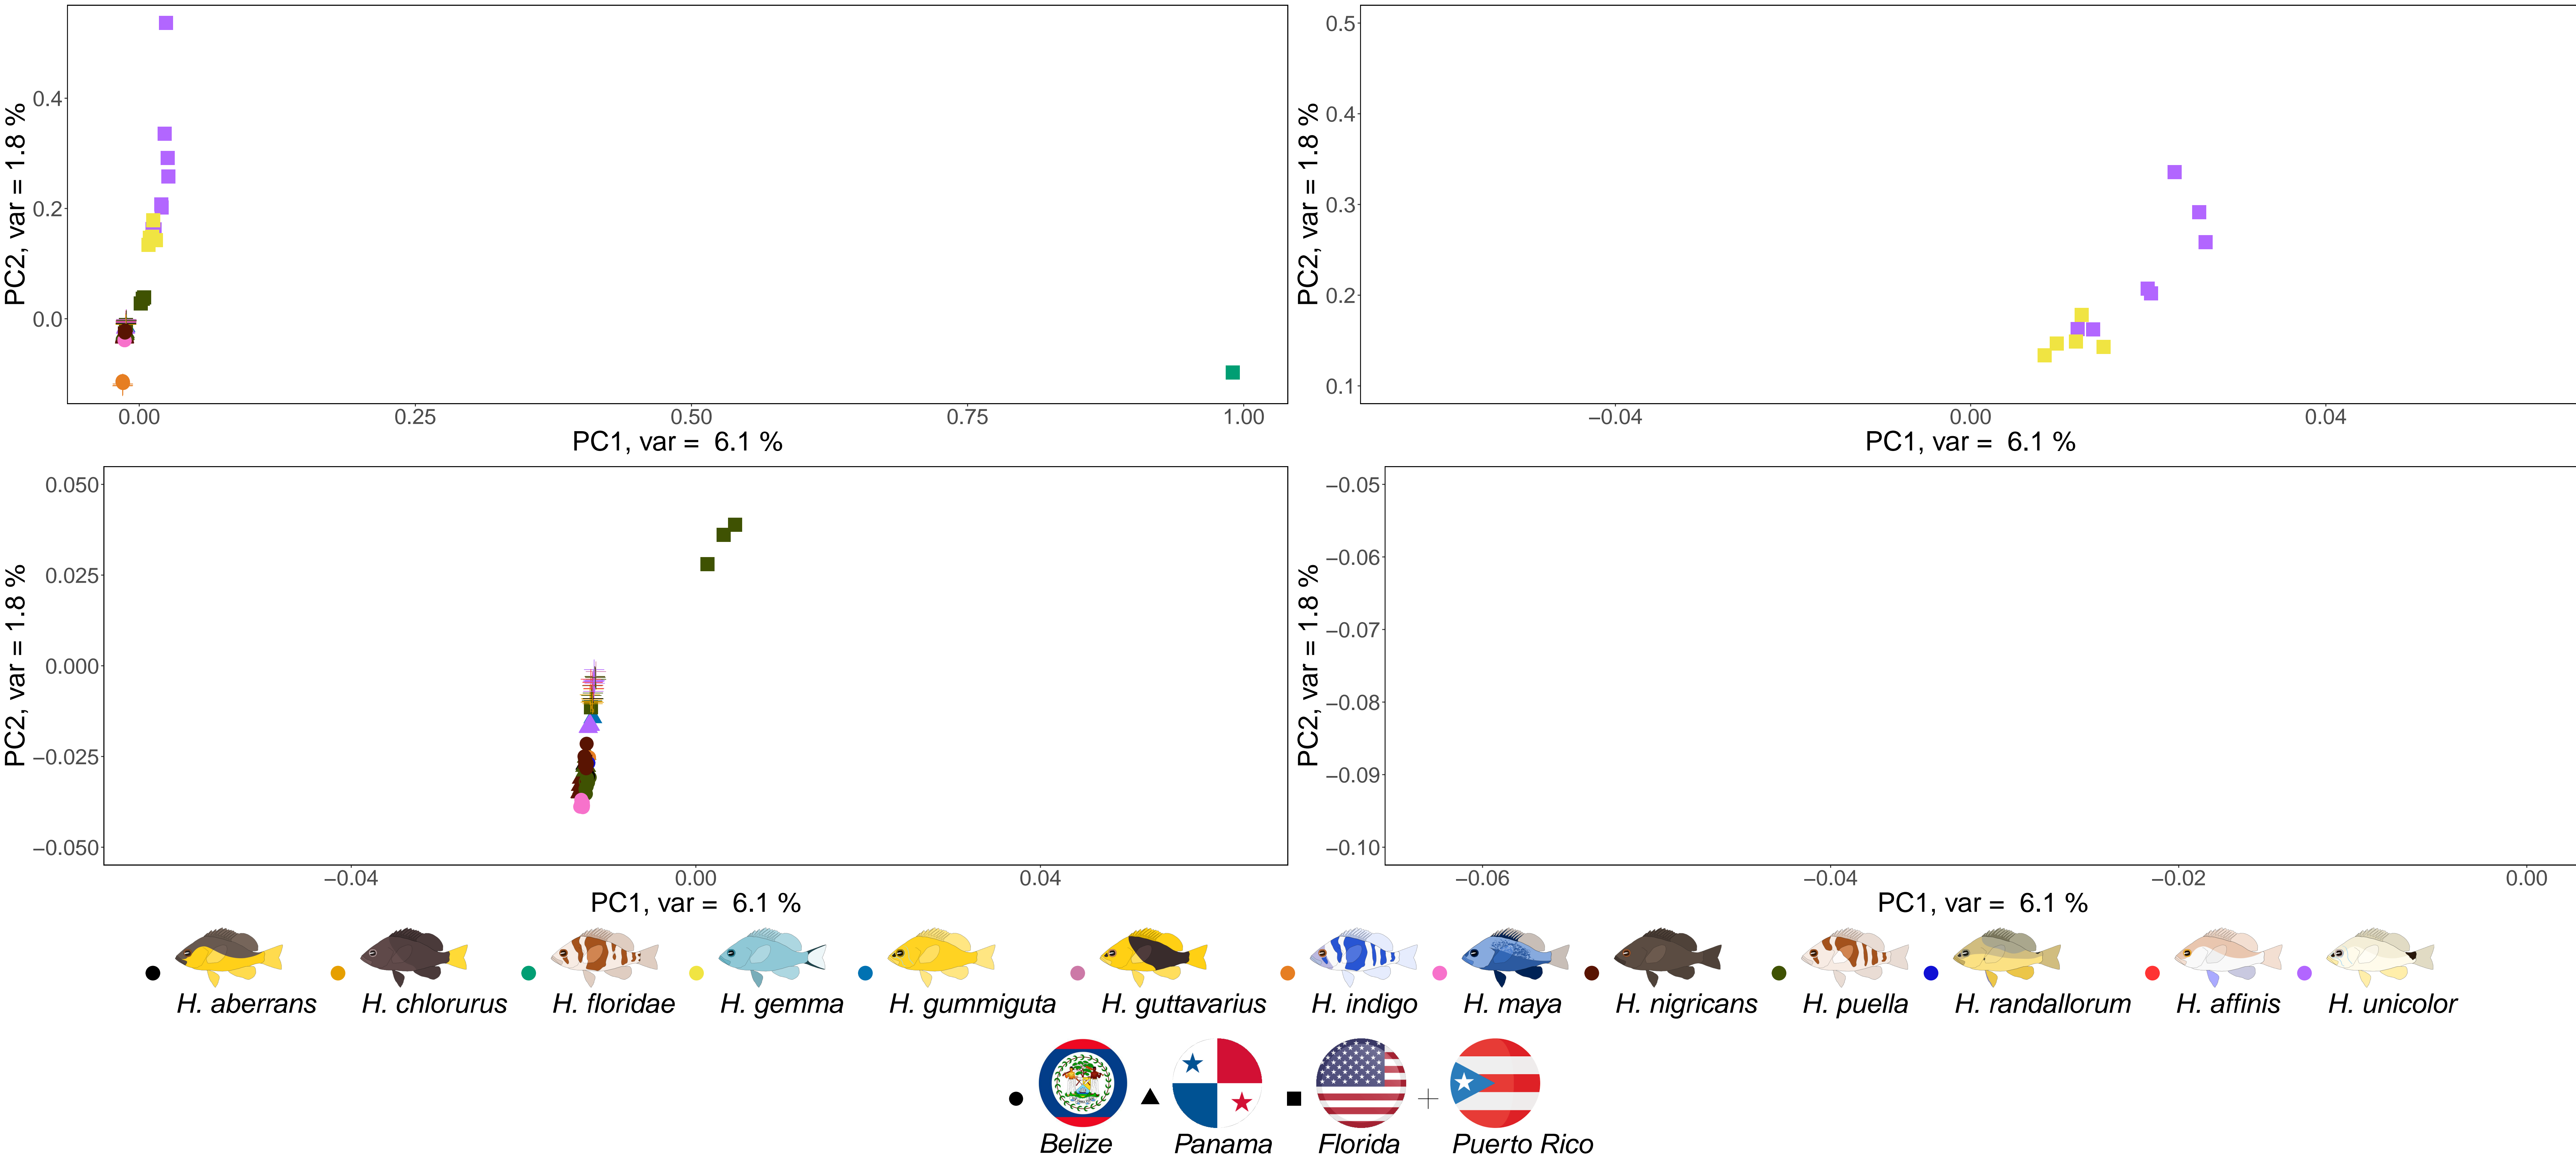 PC2, var = 1.8 %
0.4
0.2
0.0
0.00 0.25 0.50 0.75 1.00
PC1, var = 6.1 %
PC2, var = 1.8 %
0.5
0.4
0.3
0.2
0.1
−0.04 0.00 0.04
PC1, var = 6.1 %
PC2, var = 1.8 %
0.050
0.025
0.000
−0.025
−0.050
−0.04 0.00 0.04
PC1, var = 6.1 %
PC2, var = 1.8 %
−0.05
−0.06
−0.07
−0.08
−0.09
−0.10
−0.06 −0.04 −0.02 0.00
PC1, var = 6.1 %
H. aberrans H. chlorurus H. floridae H. gemma H. gummiguta H. guttavarius H. indigo H. maya H. nigricans H. puella H. randallorum H. affinis H. unicolor
Belize Panama Florida Puerto Rico